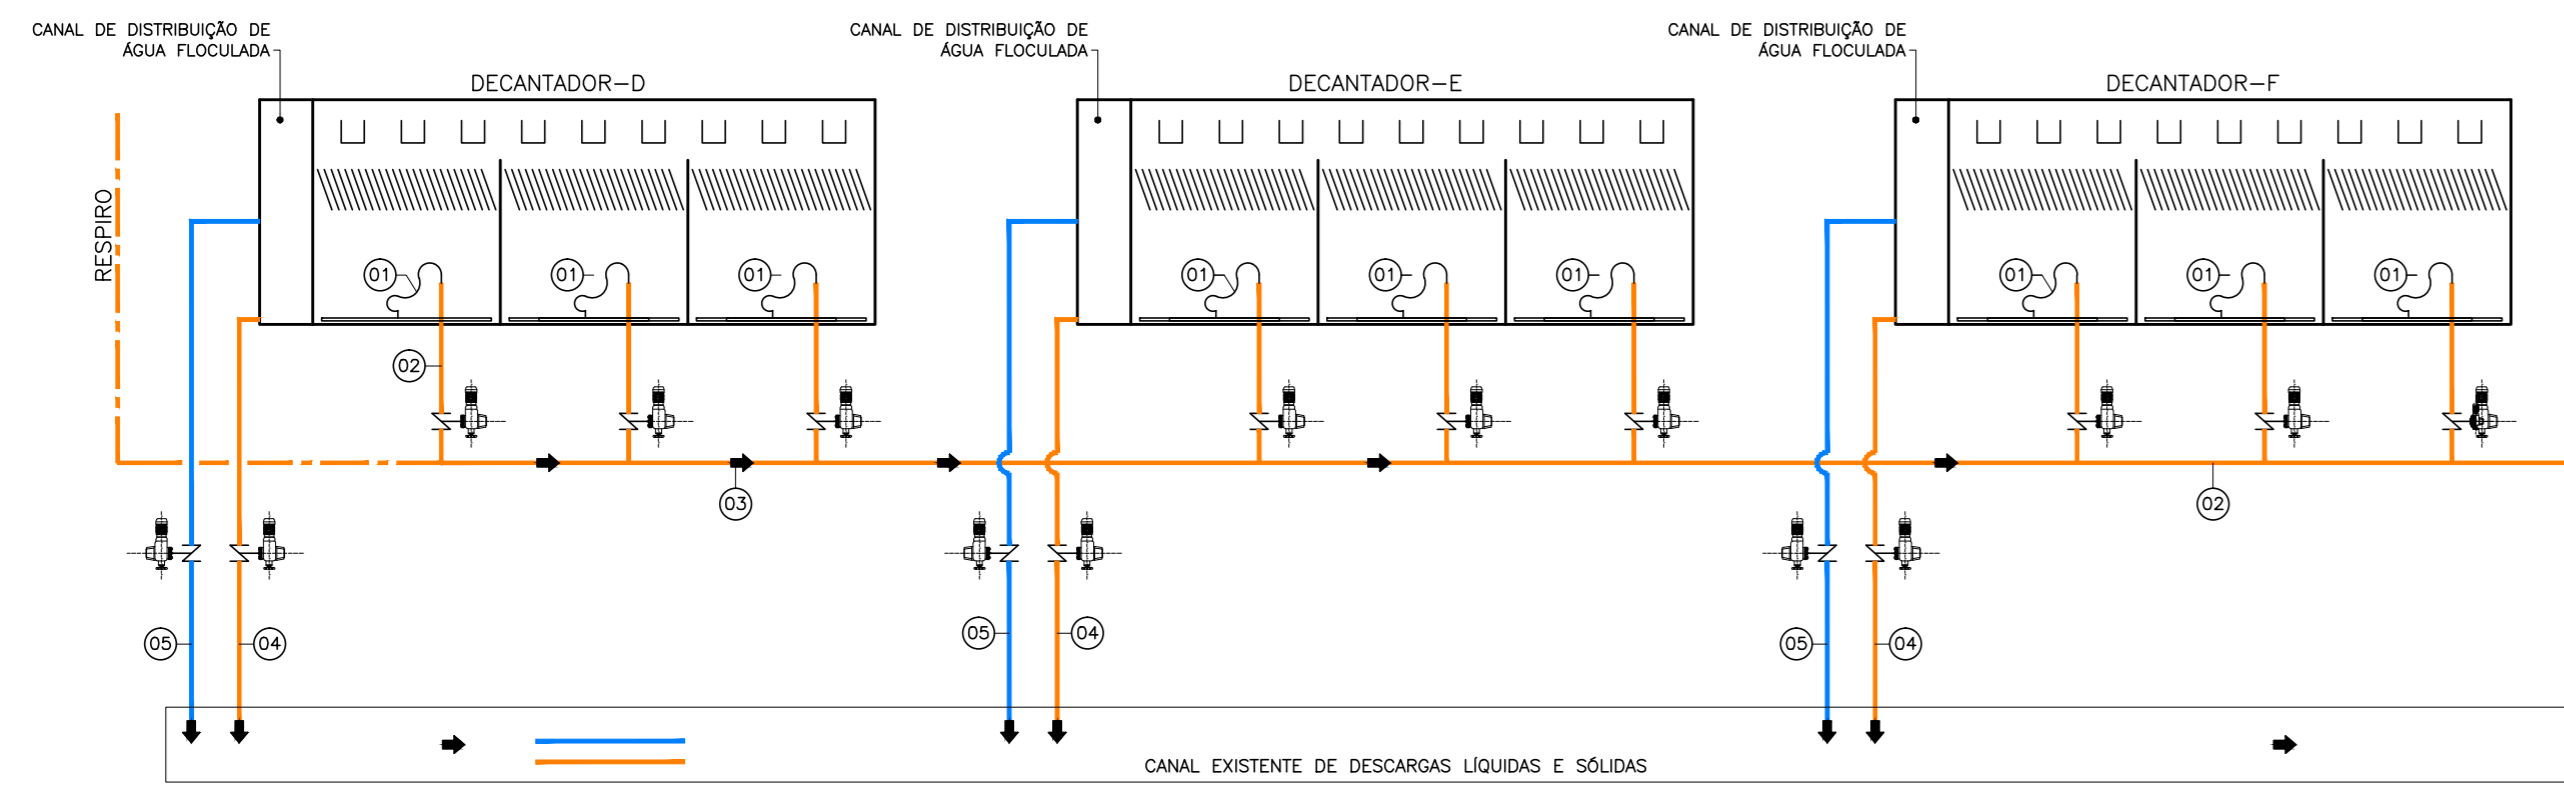 CANAL DE DISTRIBUIÇÃO DE
ÁGUA FLOCULADA
CANAL DE DISTRIBUIÇÃO DE
ÁGUA FLOCULADA
CANAL DE DISTRIBUIÇÃO DE
ÁGUA FLOCULADA
DECANTADOR-D
DECANTADOR-E
DECANTADOR-F
RESPIRO
01
01
01
01
01
01
01
01
01
02
03
02
05
04
05
04
05
04
CANAL EXISTENTE DE DESCARGAS LÍQUIDAS E SÓLIDAS